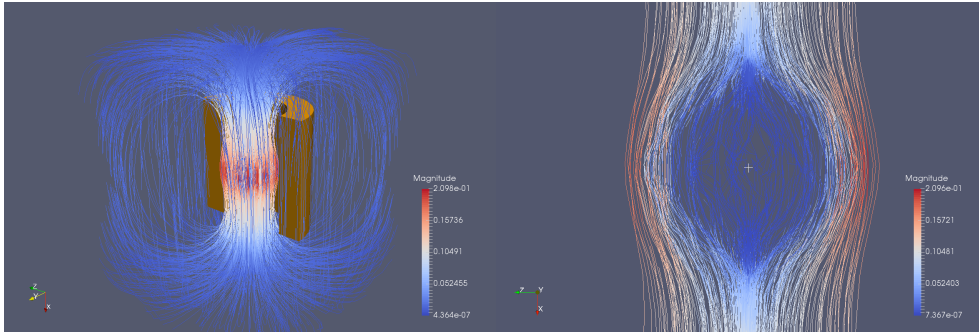 Magnitude
2.098e-01
0.15736
0.10491
0.052455
4.364e-07
Z
Y
X
Magnitude
2.096e-01
0.15721
0.10481
0.052403
7.367e-07
Z
Y
X